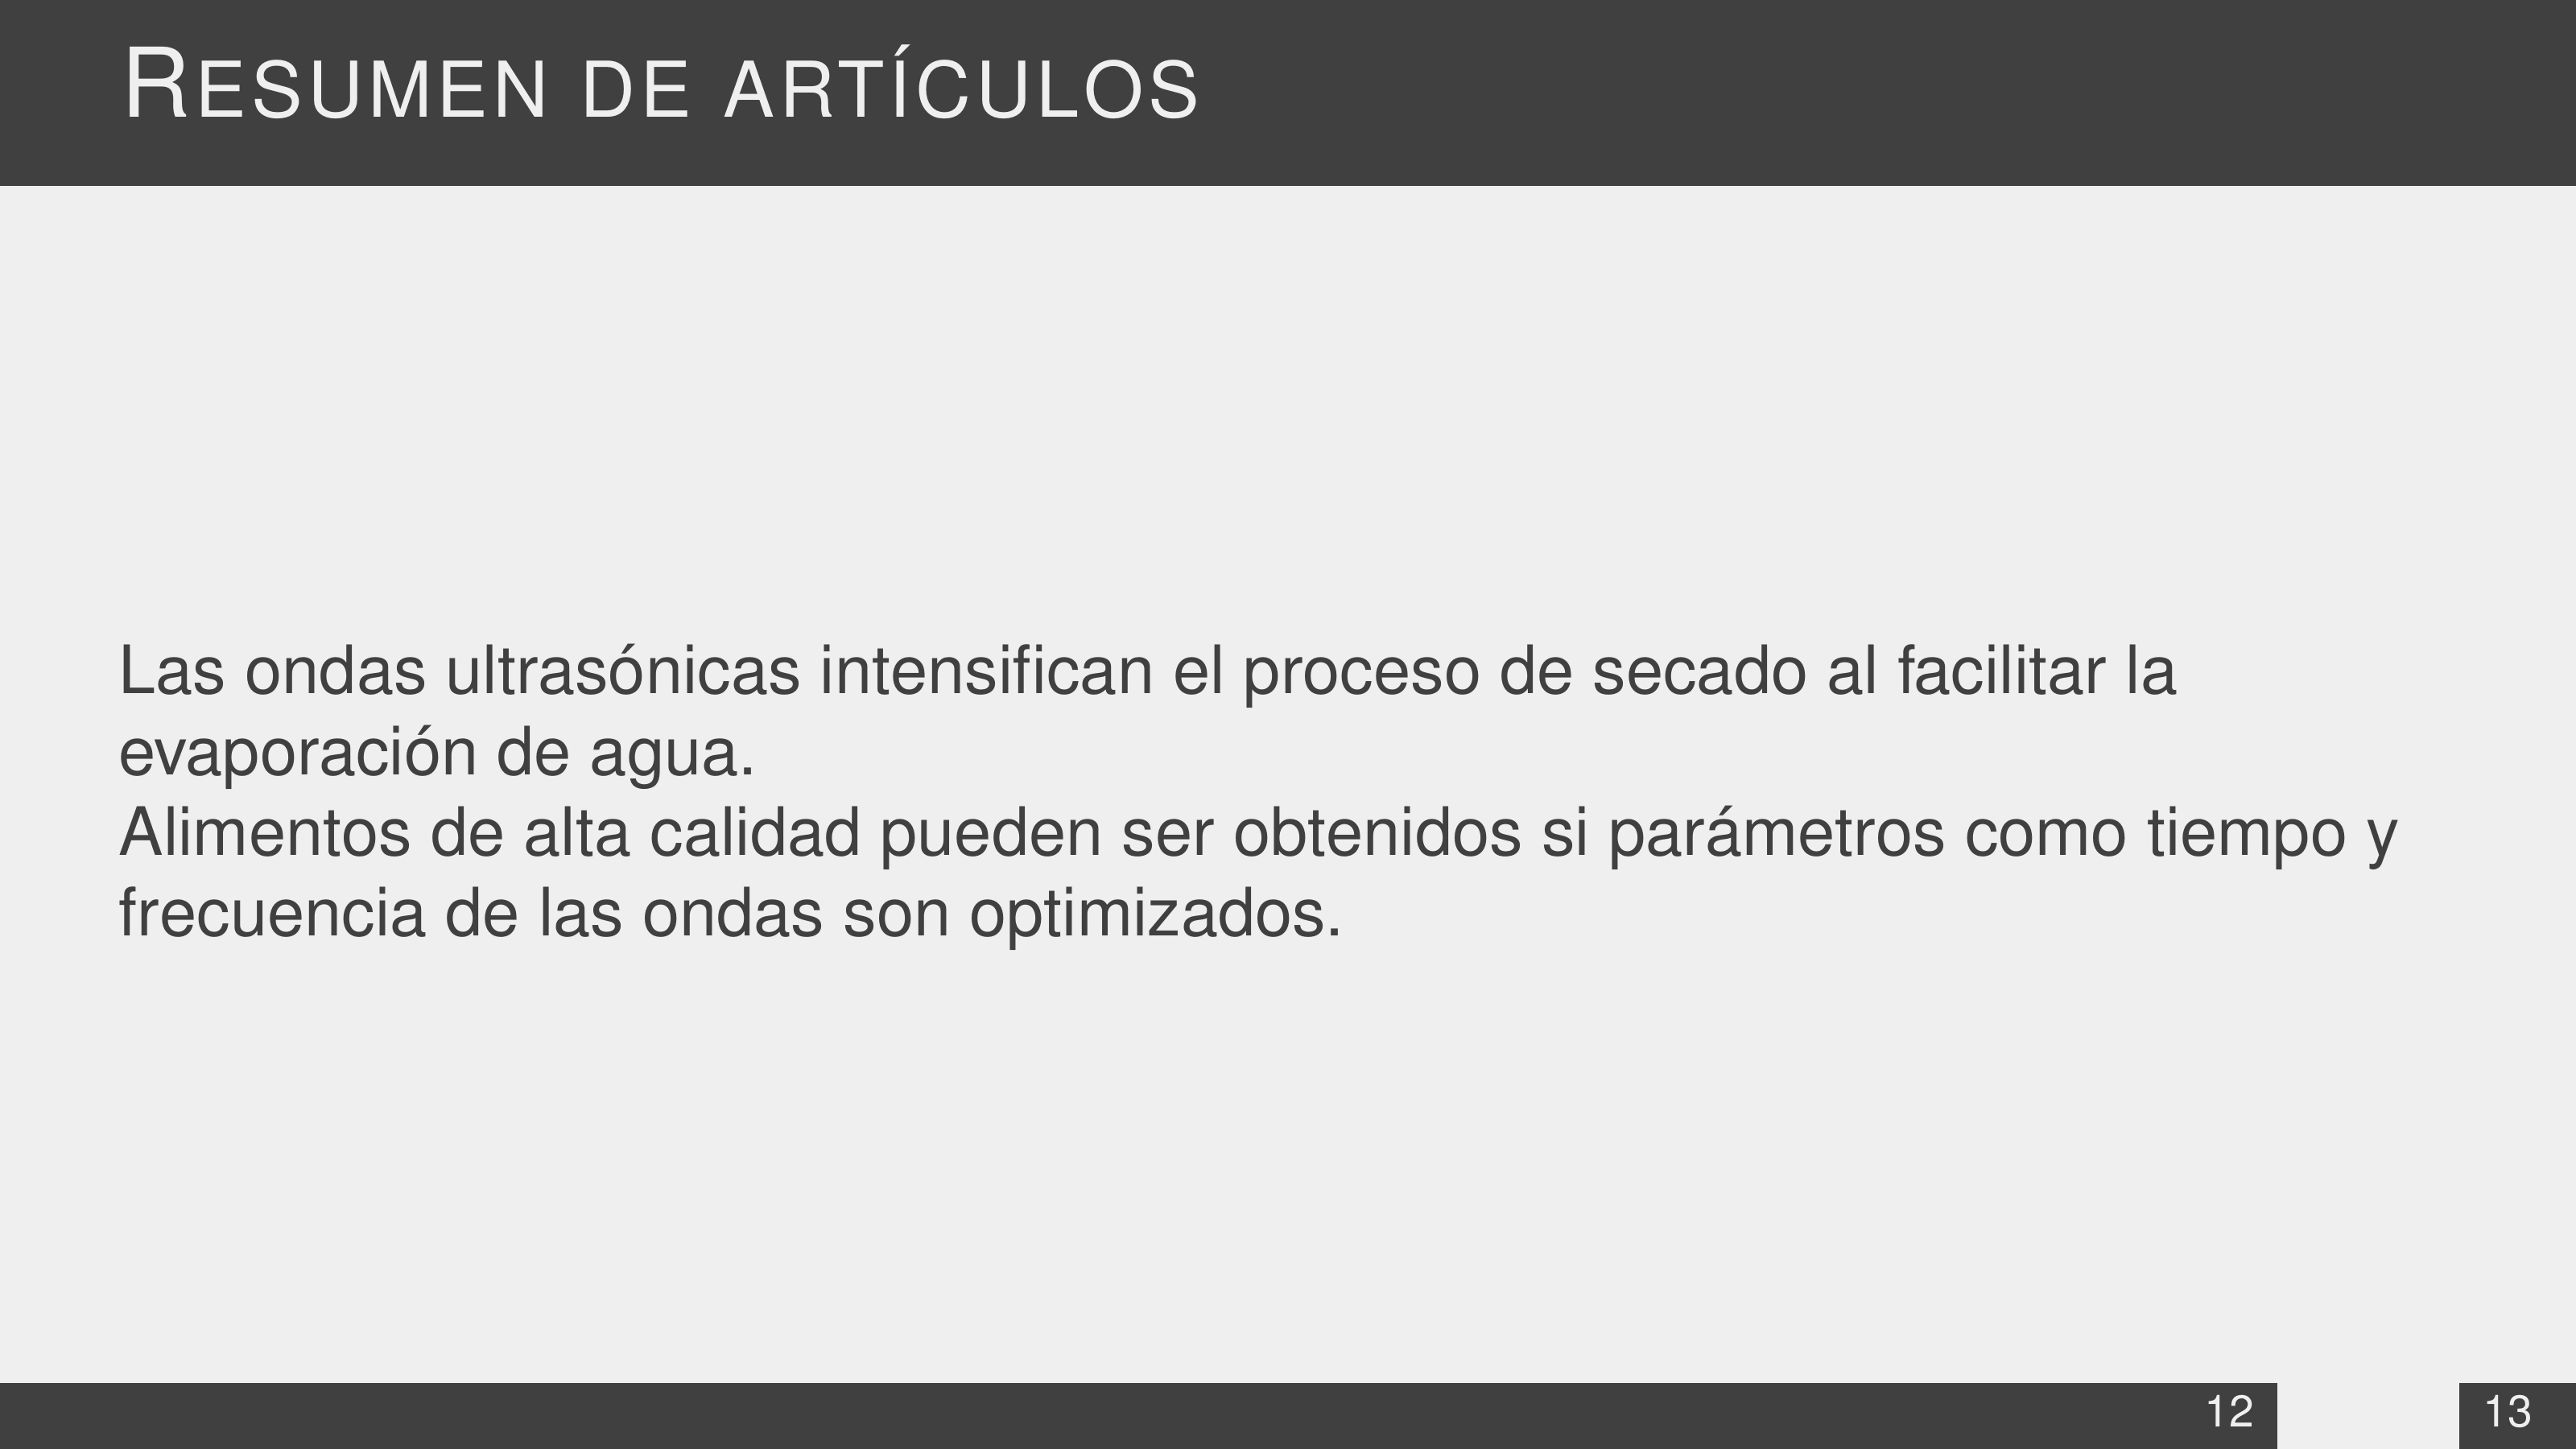 RESUMEN DE ARTÍCULOS
Las ondas ultrasónicas intensifican el proceso de secado al facilitar la
evaporación de agua.
Alimentos de alta calidad pueden ser obtenidos si parámetros como tiempo y
frecuencia de las ondas son optimizados.
12 13